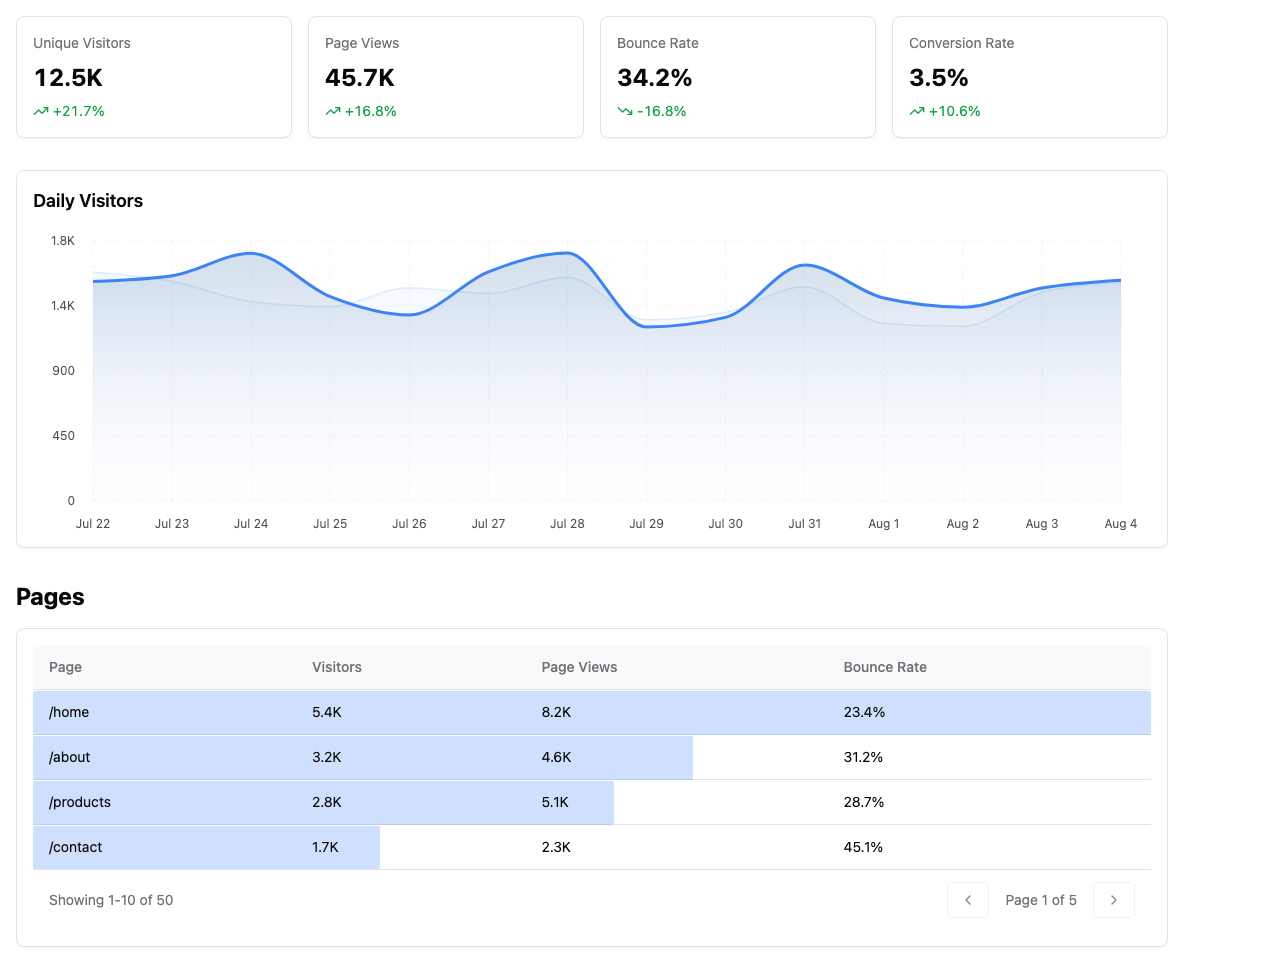 Unique Visitors
12.5K
+21.7%
Page Views
45.7K
+16.8%
Bounce Rate
34.2%
-16.8%
Conversion Rate
3.5%
+10.6%
Daily Visitors
1.8K
1.4K
900
450
0
Jul 22 Jul 23 Jul 24 Jul 25 Jul 26 Jul 27 Jul 28 Jul 29 Jul 30 Jul 31 Aug 1 Aug 2 Aug 3 Aug 4
Pages
Page Visitors Page Views Bounce Rate
/home 5.4K 8.2K 23.4%
/about 3.2K 4.6K 31.2%
/products 2.8K 5.1K 28.7%
/contact 1.7K 2.3K 45.1%
Showing 1-10 of 50 Page 1 of 5